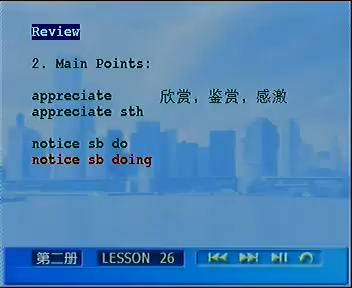 Review
2. Main Points:
appreciate 欣赏，鉴赏，感激
appreciate sth
notice sb do
notice sb doing
第二册 LESSON 26